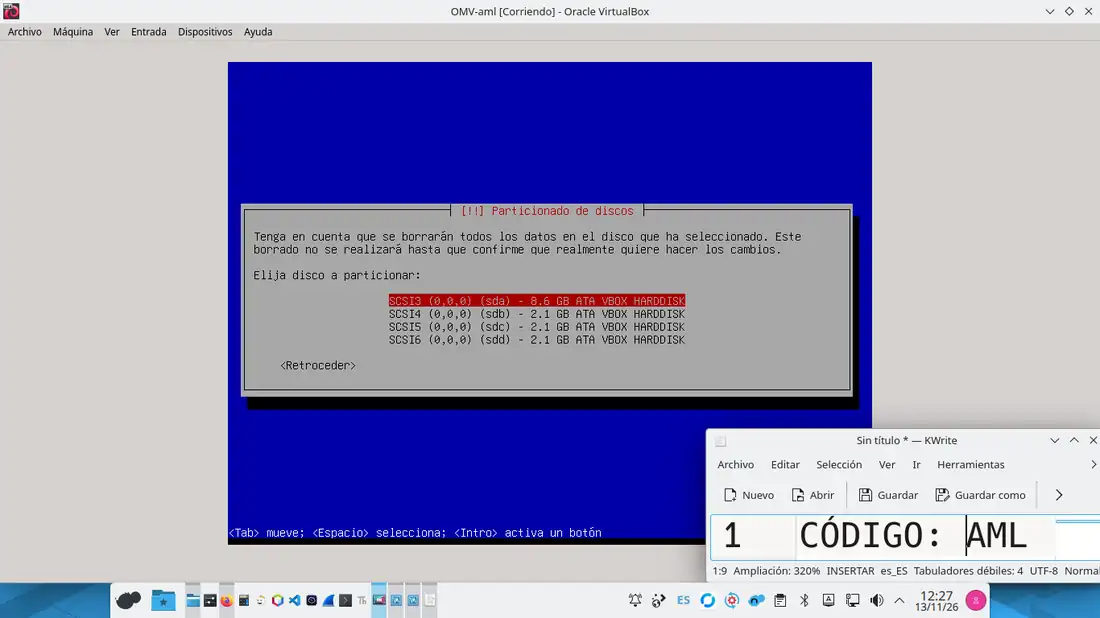 OMV-aml [Corriendo] - Oracle VirtualBox
Archivo Máquina Ver Entrada Dispositivos Ayuda
[!!] Particionado de discos
Tenga en cuenta que se borrarán todos los datos en el disco que ha seleccionado. Este
borrado no se realizará hasta que confirme que realmente quiere hacer los cambios.
Elija disco a particionar:
SCSI3 (0,0,0) (sda) - 8.6 GB ATA VBOX HARDDISK
SCSI4 (0,0,0) (sdb) - 2.1 GB ATA VBOX HARDDISK
SCSI5 (0,0,0) (sdc) - 2.1 GB ATA VBOX HARDDISK
SCSI6 (0,0,0) (sdd) - 2.1 GB ATA VBOX HARDDISK
<Retroceder>
<Tab> mueve; <Espacio> selecciona; <Intro> activa un botón
Sin título * — KWrite
Archivo Editar Selección Ver Ir Herramientas
Nuevo Abrir Guardar Guardar como
1 CÓDIGO: AML
1:9 Ampliación: 320% INSERTAR es_ES Tabuladores débiles: 4 UTF-8 Normal
ES
12:27
13/11/26